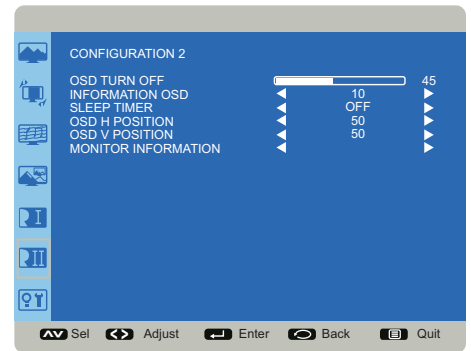 CONFIGURATION 2
OSD TURN OFF 45
INFORMATION OSD 10
SLEEP TIMER OFF
OSD H POSITION 50
OSD V POSITION 50
MONITOR INFORMATION
I
II
Sel Adjust Enter Back Quit